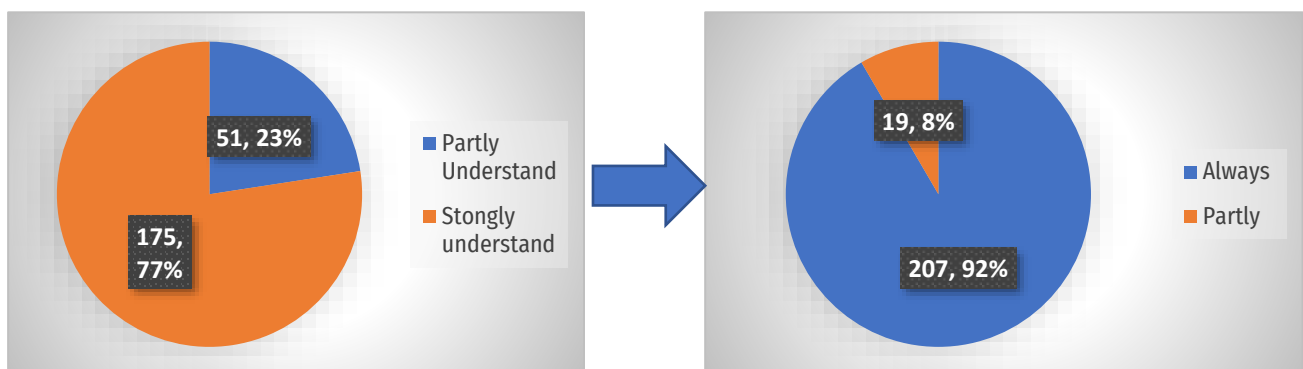 51, 23%
175,
77%
Partly
Understand
Stongly
understand
19, 8%
207, 92%
Always
Partly